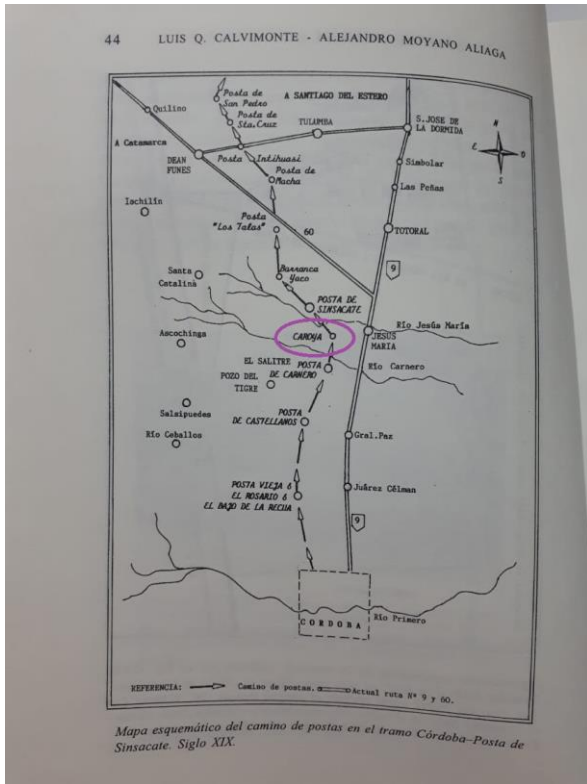 44 LUIS Q. CALVIMONTE - ALEJANDRO MOYANO ALIAGA
Posta de
San Pedro
A SANTIAGO DEL ESTERO
Quilino
Posta de
Sta.Cruz
TULUMBA
S.JOSE DE
LA DORMIDA
N
E
O
S
A Catamarca
DEAN
FUNES
Posta Intihuasi
Simbolar
Posta de
Macha
Las Peñas
Ischilín
Posta
"Los Talas"
60
TOTORAL
9
Santa
Catalina
Barranca
Yaco
POSTA DE
SINSACATE
Río Jesús María
CAROYA
JESUS
MARIA
Ascochinga
EL SALITRE
POSTA
DE CARNERO
Río Carnero
POZO DEL
TIGRE
Salsipuedes
POSTA
DE CASTELLANOS
Río Ceballos
Gral.Paz
POSTA VIEJA ó
EL ROSARIO ó
EL BAJO DE LA RECUA
Juárez Célman
9
CORDOBA
Río Primero
REFERENCIA: Camino de postas. Actual ruta Nº 9 y 60.
Mapa esquemático del camino de postas en el tramo Córdoba–Posta de
Sinsacate. Siglo XIX.